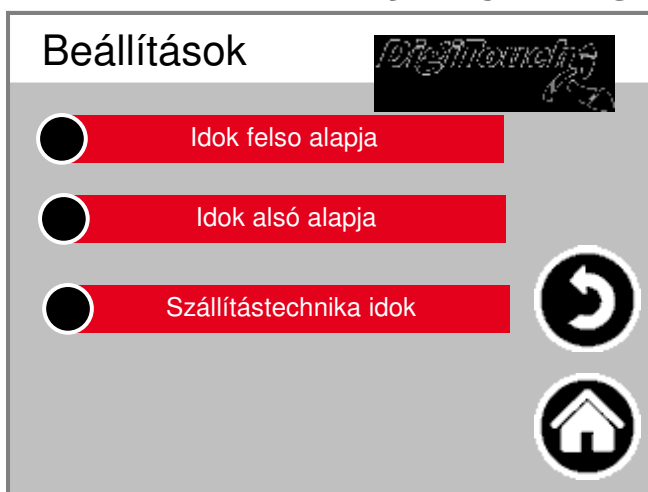 Beállítások
DigiTouch
Idok felso alapja
Idok alsó alapja
Szállítástechnika idok